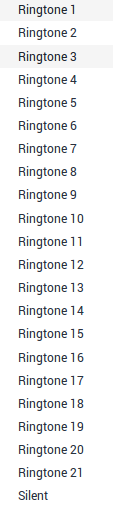 Ringtone 1
Ringtone 2
Ringtone 3
Ringtone 4
Ringtone 5
Ringtone 6
Ringtone 7
Ringtone 8
Ringtone 9
Ringtone 10
Ringtone 11
Ringtone 12
Ringtone 13
Ringtone 14
Ringtone 15
Ringtone 16
Ringtone 17
Ringtone 18
Ringtone 19
Ringtone 20
Ringtone 21
Silent